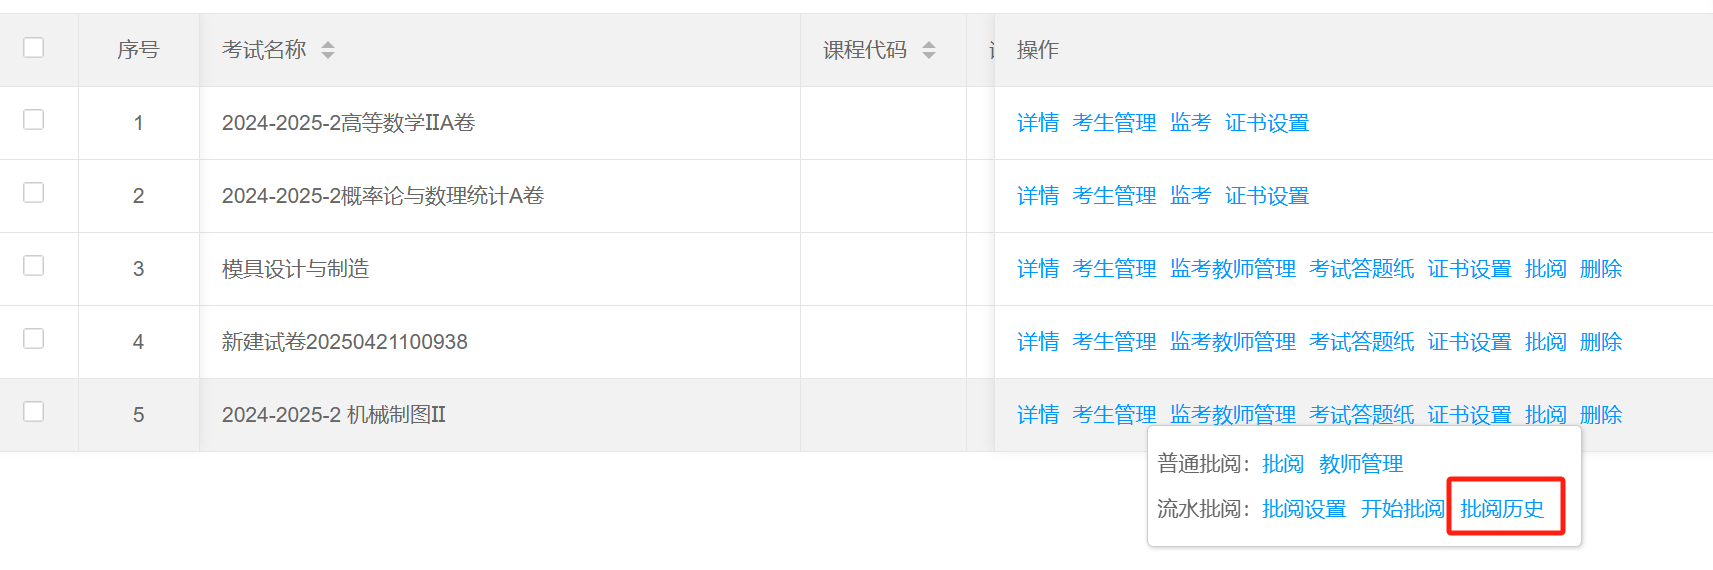 序号 考试名称 课程代码 操作
1 2024-2025-2高等数学IIA卷 详情 考生管理 监考 证书设置
2 2024-2025-2概率论与数理统计A卷 详情 考生管理 监考 证书设置
3 模具设计与制造 详情 考生管理 监考教师管理 考试答题纸 证书设置 批阅 删除
4 新建试卷20250421100938 详情 考生管理 监考教师管理 考试答题纸 证书设置 批阅 删除
5 2024-2025-2 机械制图II 详情 考生管理 监考教师管理 考试答题纸 证书设置 批阅 删除
普通批阅：批阅 教师管理
流水批阅：批阅设置 开始批阅 批阅历史